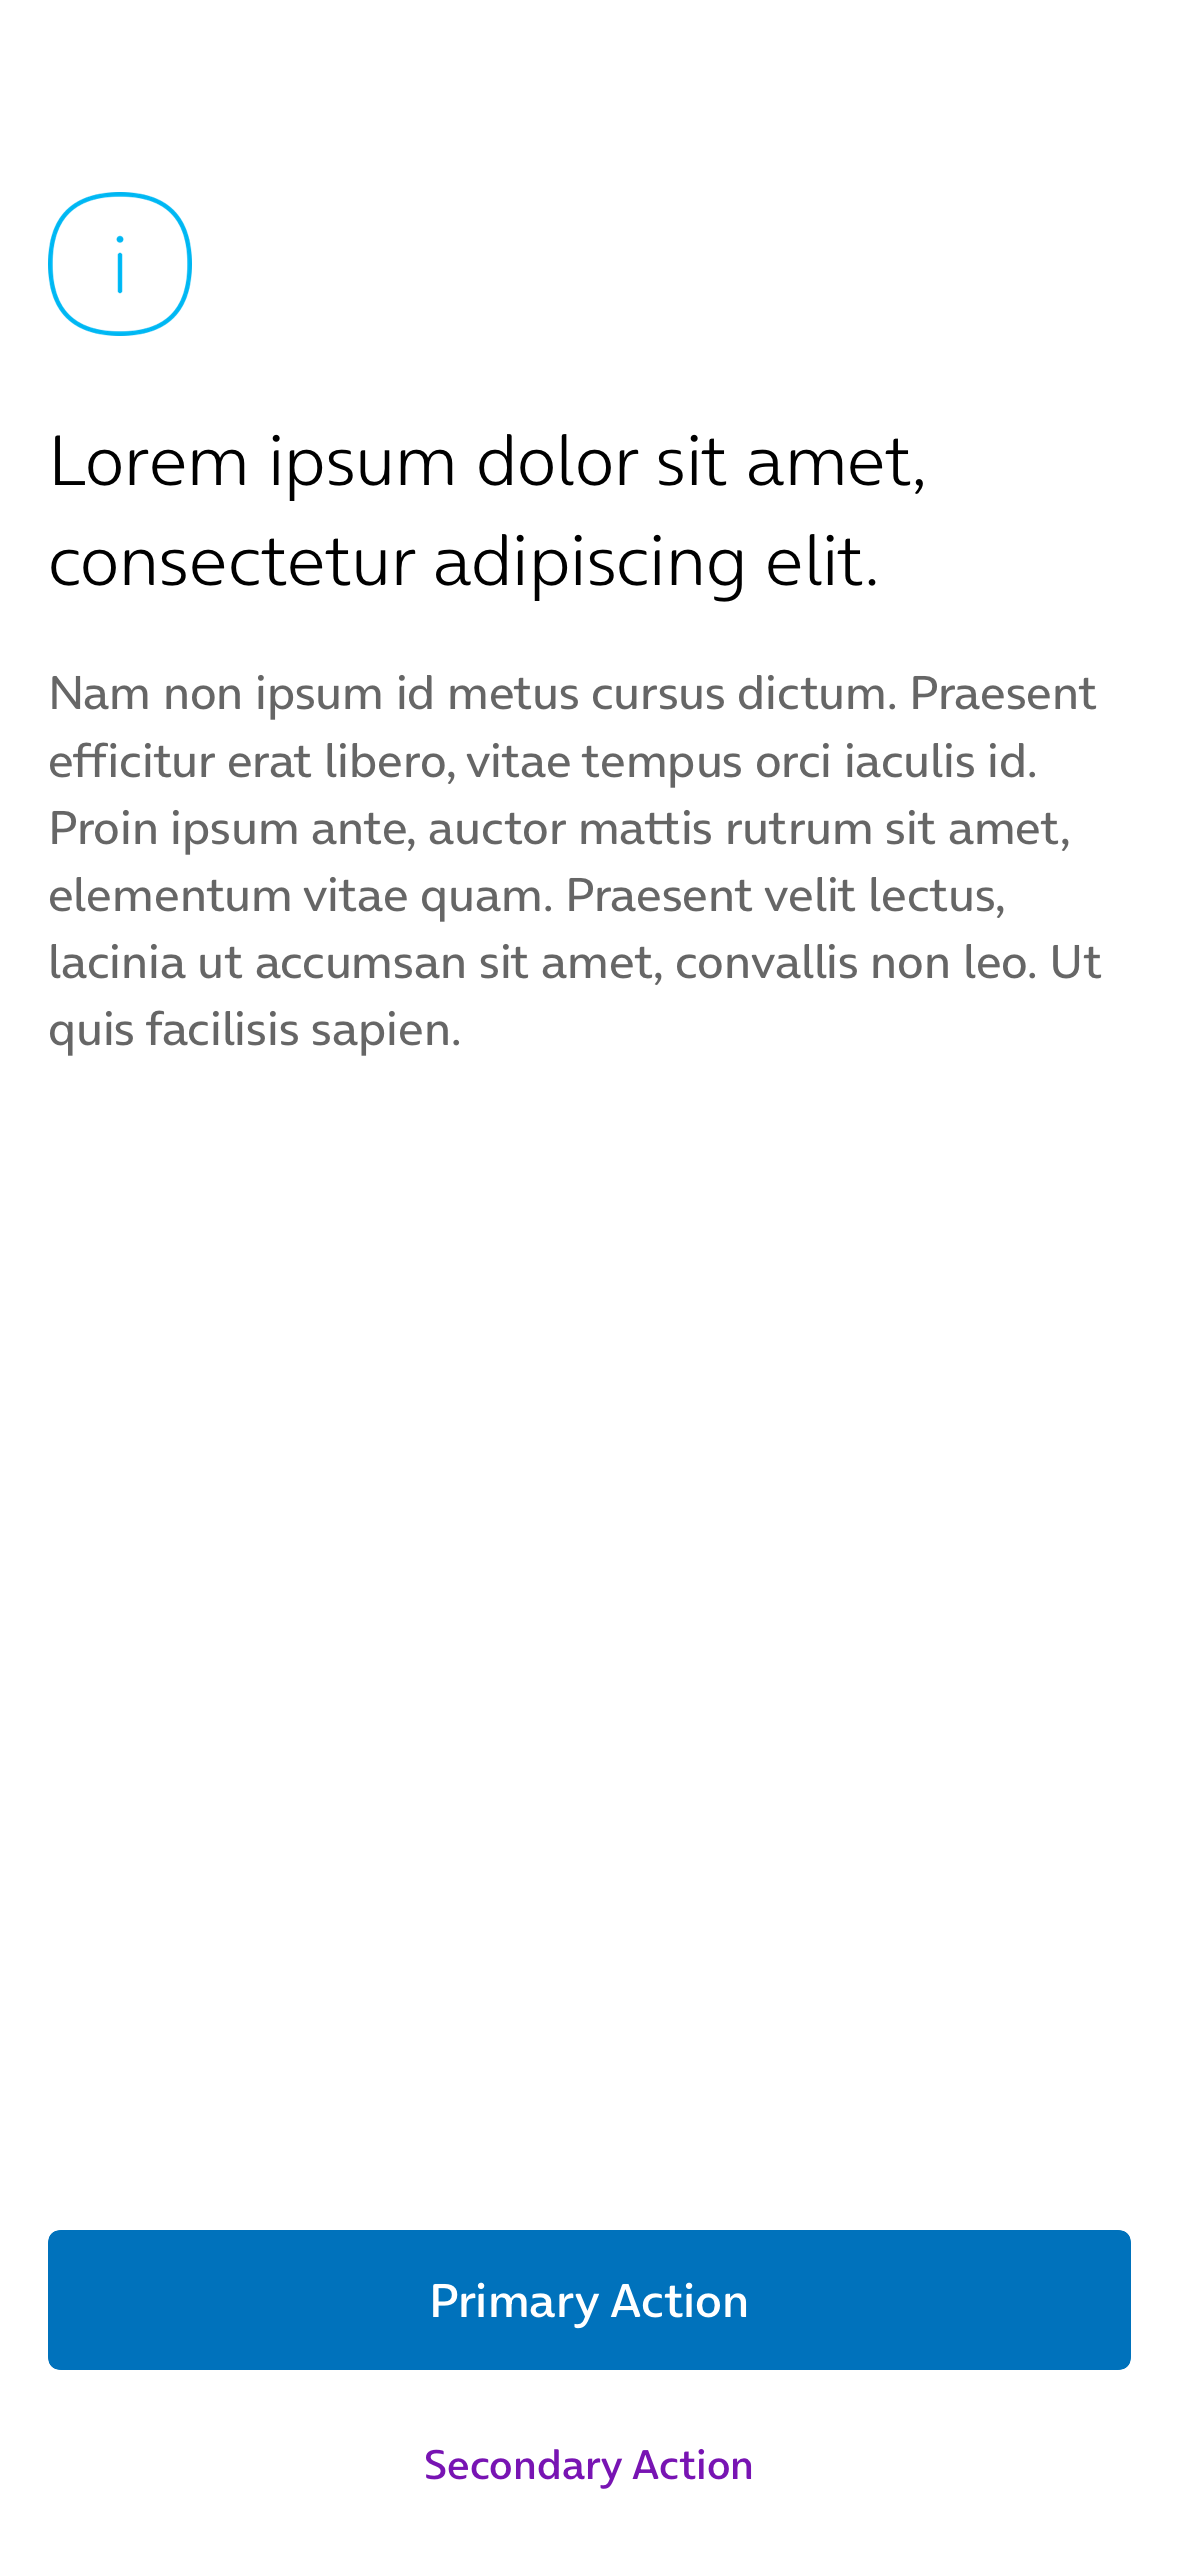 i
Lorem ipsum dolor sit amet,
consectetur adipiscing elit.
Nam non ipsum id metus cursus dictum. Praesent
efficitur erat libero, vitae tempus orci iaculis id.
Proin ipsum ante, auctor mattis rutrum sit amet,
elementum vitae quam. Praesent velit lectus,
lacinia ut accumsan sit amet, convallis non leo. Ut
quis facilisis sapien.
Primary Action
Secondary Action